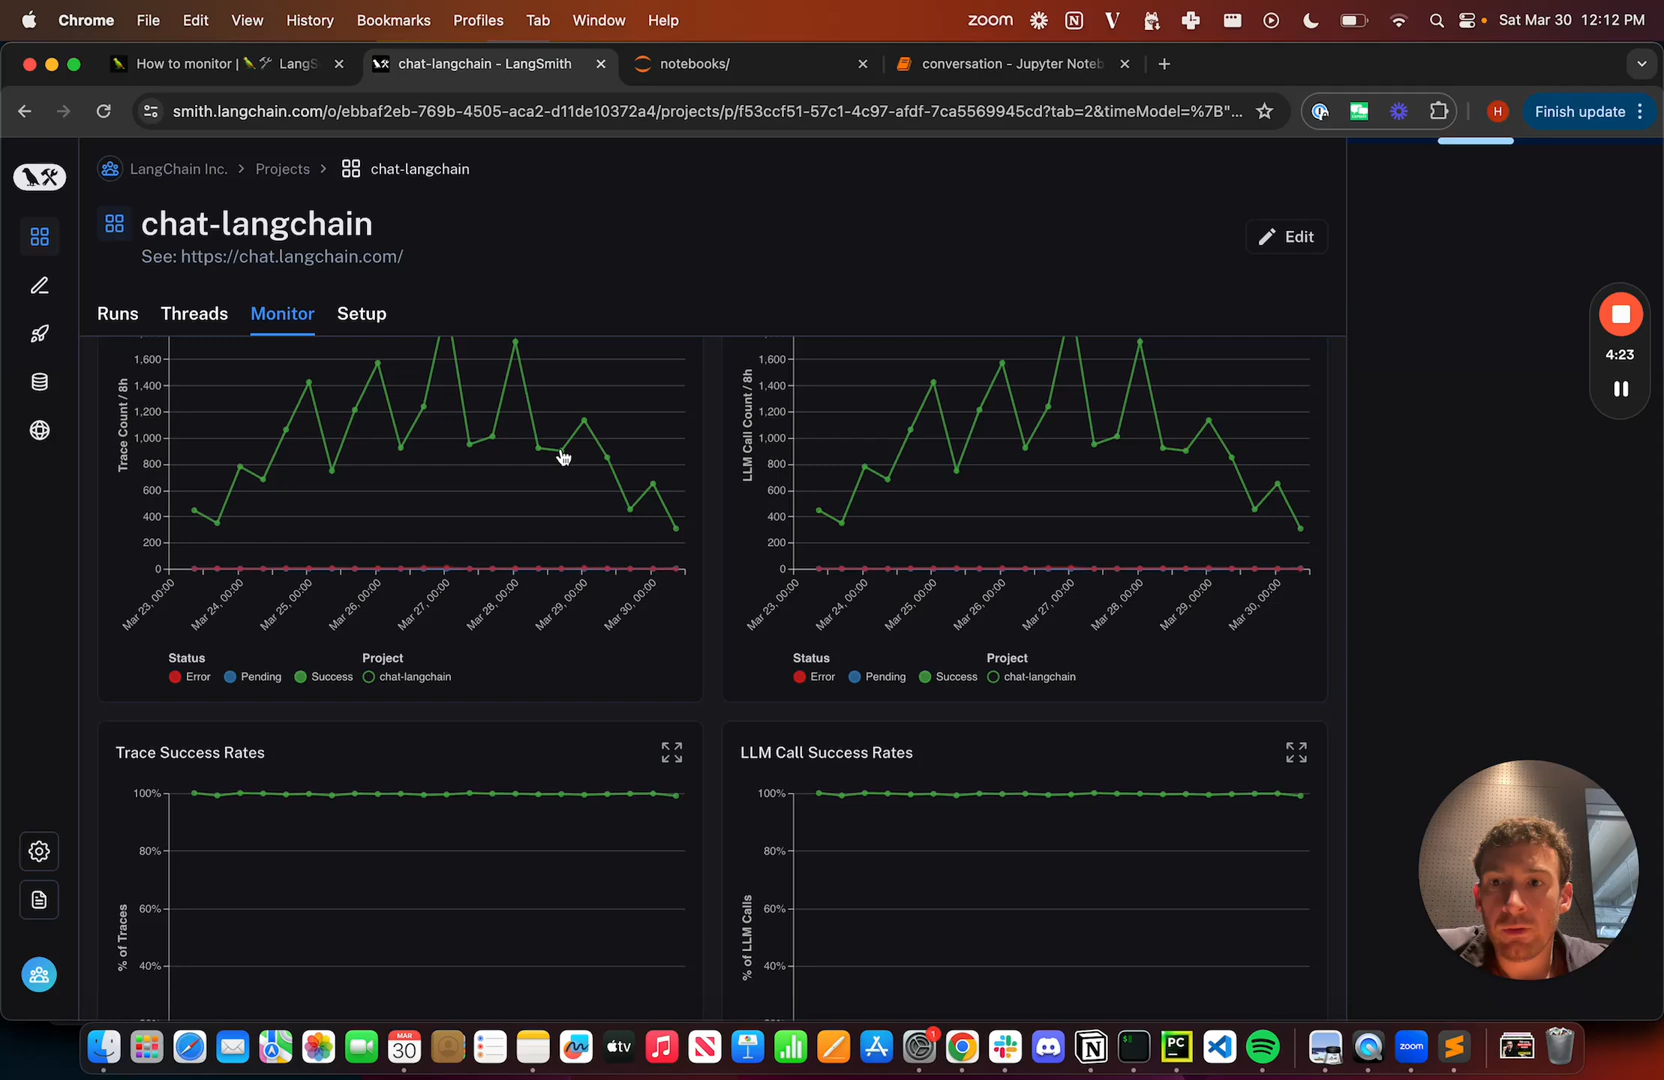 Chrome File Edit View History Bookmarks Profiles Tab Window Help zoom Sat Mar 30 12:12 PM
How to monitor | LangS chat-langchain - LangSmith notebooks/ conversation - Jupyter Noteb
smith.langchain.com/o/ebbaf2eb-769b-4505-aca2-d11de10372a4/projects/p/f53ccf51-57c1-4c97-afdf-7ca5569945cd?tab=2&timeModel=%7B"... H Finish update
LangChain Inc. > Projects > chat-langchain
chat-langchain
See: https://chat.langchain.com/
Edit
Runs Threads Monitor Setup
4:23
Trace Count / 8h
1,600
1,400
1,200
1,000
800
600
400
200
0
Mar 23, 00:00 Mar 24, 00:00 Mar 25, 00:00 Mar 26, 00:00 Mar 27, 00:00 Mar 28, 00:00 Mar 29, 00:00 Mar 30, 00:00
Status Project
Error Pending Success chat-langchain
LLM Call Count / 8h
1,600
1,400
1,200
1,000
800
600
400
200
0
Mar 23, 00:00 Mar 24, 00:00 Mar 25, 00:00 Mar 26, 00:00 Mar 27, 00:00 Mar 28, 00:00 Mar 29, 00:00 Mar 30, 00:00
Status Project
Error Pending Success chat-langchain
Trace Success Rates
% of Traces
100%
80%
60%
40%
LLM Call Success Rates
% of LLM Calls
100%
80%
60%
40%
MAR
30
tv
1
PC
zoom